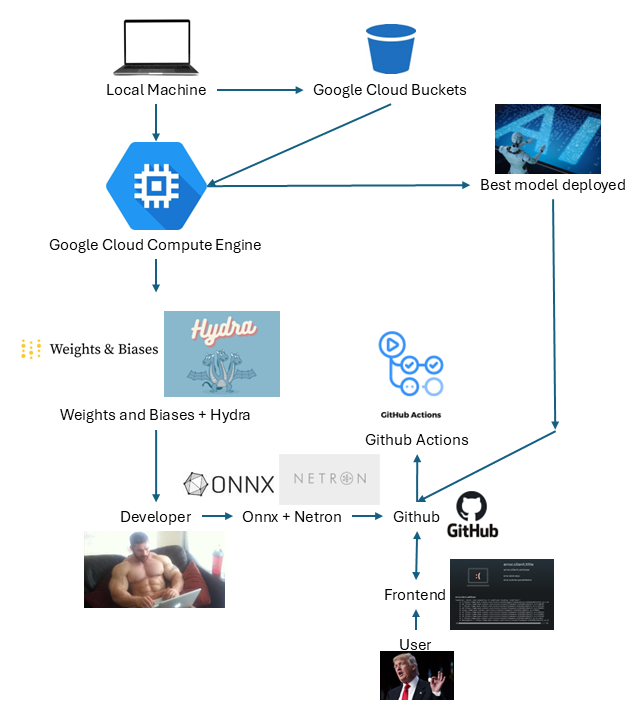 Local Machine
Google Cloud Buckets
AI
Best model deployed
Google Cloud Compute Engine
Hydra
Weights & Biases
GitHub Actions
Weights and Biases + Hydra
Github Actions
ONNX
NETRON
Developer
Onnx + Netron
Github
GitHub
:(
Frontend
User